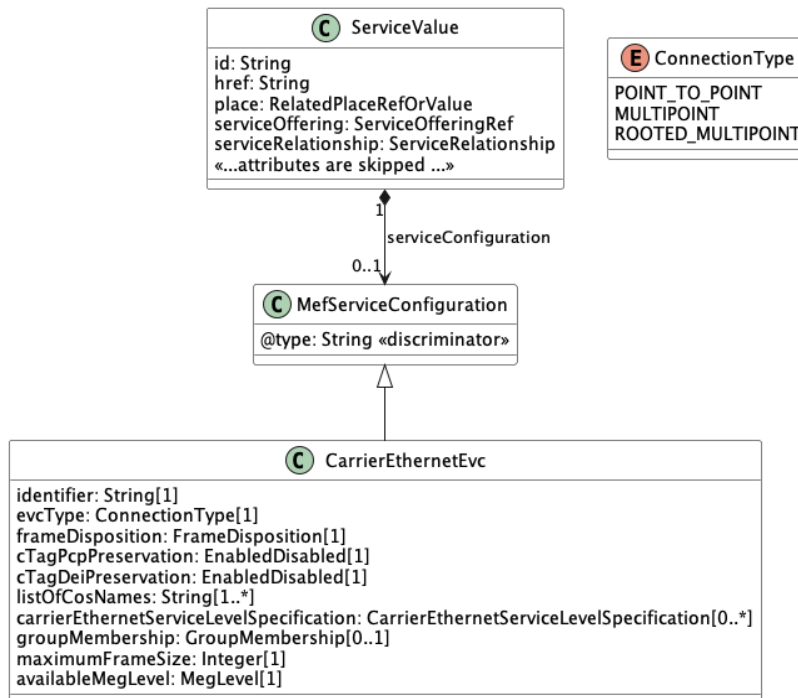 C ServiceValue
id: String
href: String
place: RelatedPlaceRefOrValue
serviceOffering: ServiceOfferingRef
serviceRelationship: ServiceRelationship
«...attributes are skipped ...»
E ConnectionType
POINT_TO_POINT
MULTIPOINT
ROOTED_MULTIPOINT
1
serviceConfiguration
0..1
C MefServiceConfiguration
@type: String «discriminator»
C CarrierEthernetEvc
identifier: String[1]
evcType: ConnectionType[1]
frameDisposition: FrameDisposition[1]
cTagPcpPreservation: EnabledDisabled[1]
cTagDeiPreservation: EnabledDisabled[1]
listOfCosNames: String[1..*]
carrierEthernetServiceLevelSpecification: CarrierEthernetServiceLevelSpecification[0..*]
groupMembership: GroupMembership[0..1]
maximumFrameSize: Integer[1]
availableMegLevel: MegLevel[1]